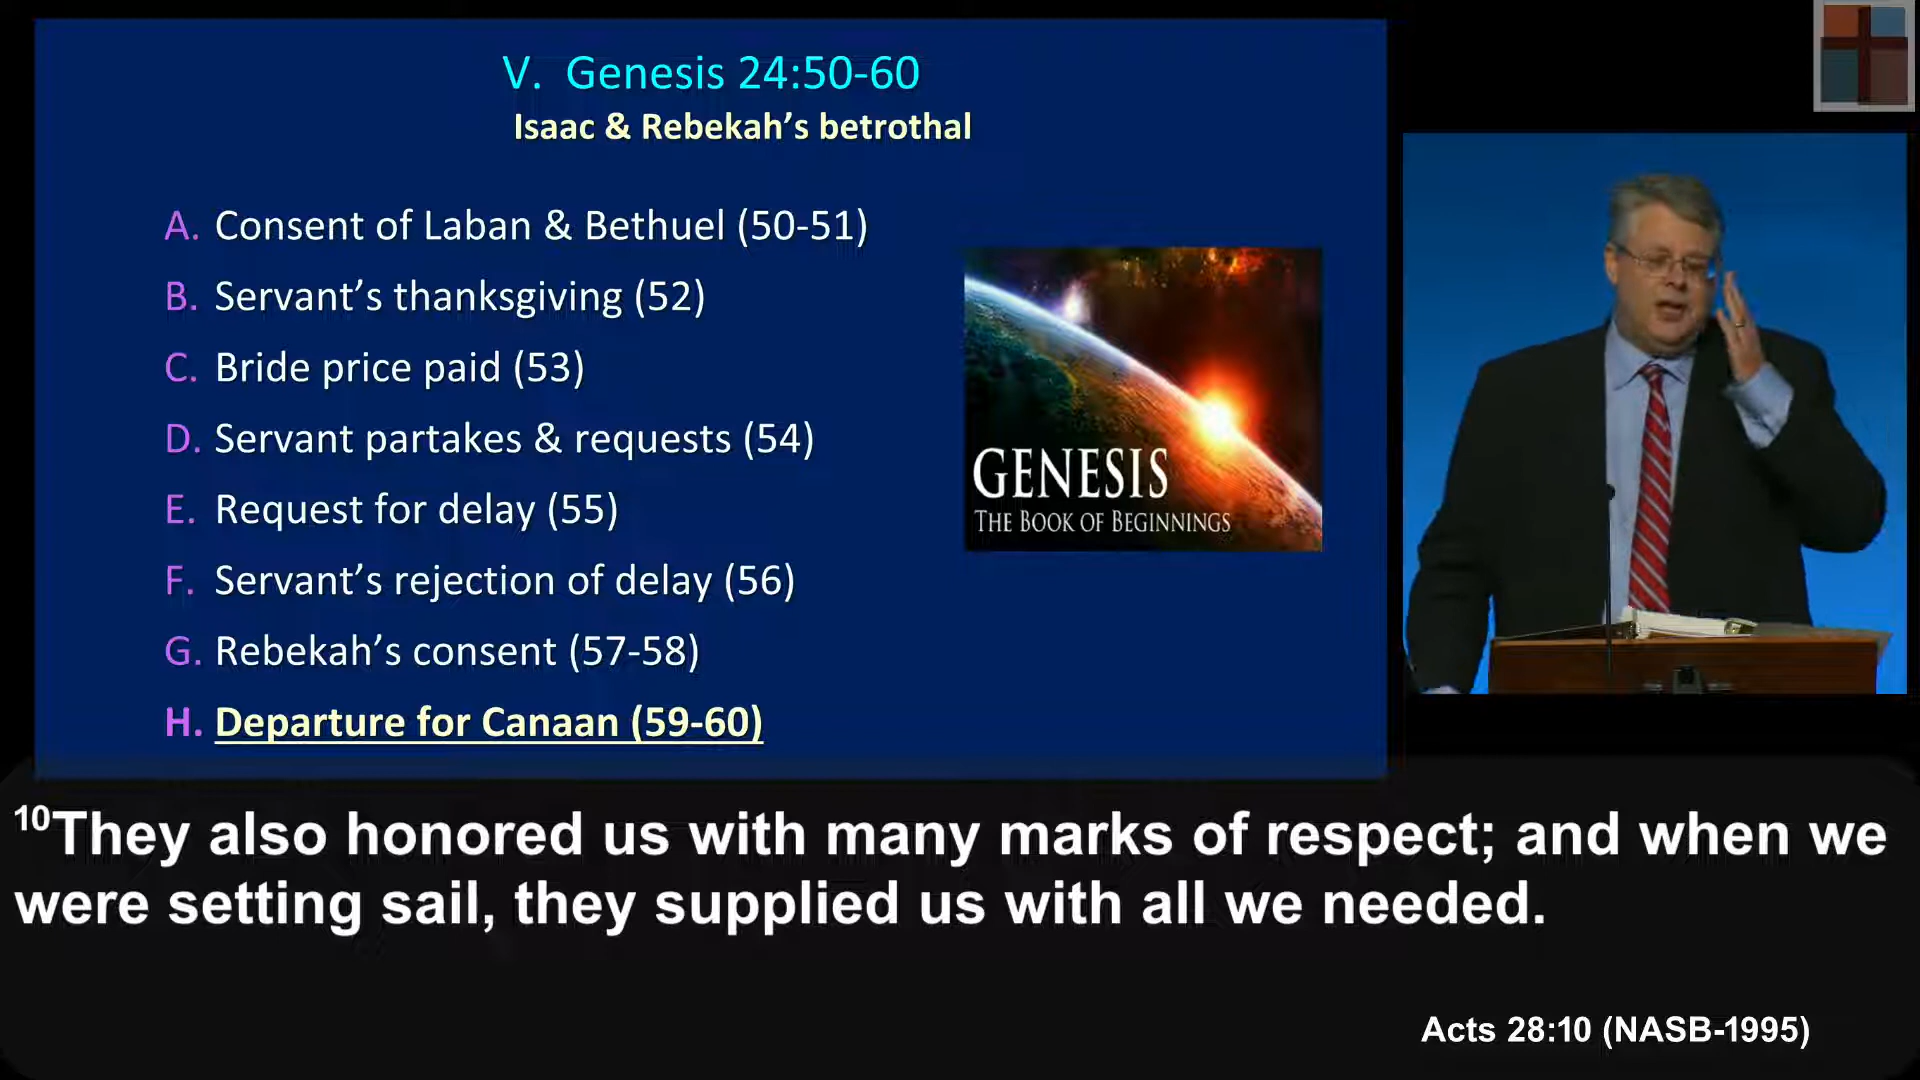 V. Genesis 24:50-60
Isaac & Rebekah’s betrothal
A. Consent of Laban & Bethuel (50-51)
B. Servant’s thanksgiving (52)
C. Bride price paid (53)
D. Servant partakes & requests (54)
E. Request for delay (55)
F. Servant’s rejection of delay (56)
G. Rebekah’s consent (57-58)
H. Departure for Canaan (59-60)
GENESIS
THE BOOK OF BEGINNINGS
10They also honored us with many marks of respect; and when we
were setting sail, they supplied us with all we needed.
Acts 28:10 (NASB-1995)